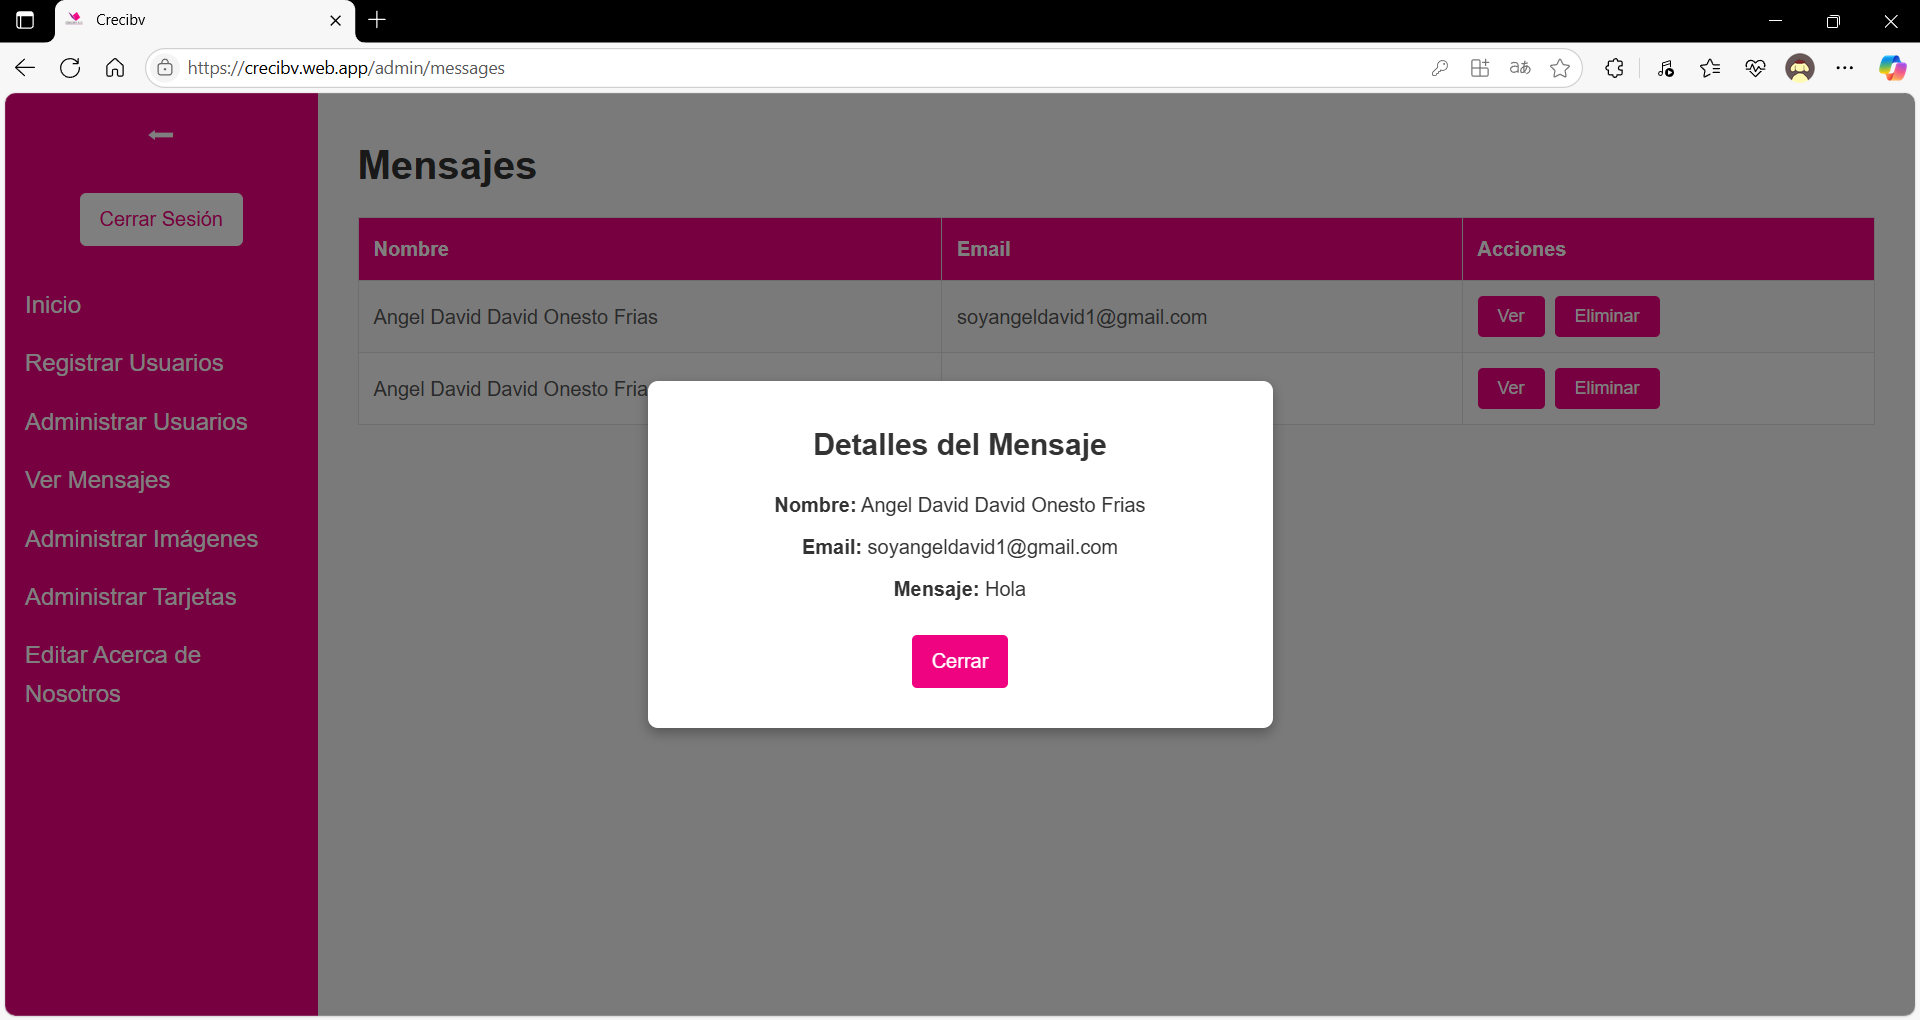 Crecibv
https://crecibv.web.app/admin/messages
Cerrar Sesión
Inicio
Registrar Usuarios
Administrar Usuarios
Ver Mensajes
Administrar Imágenes
Administrar Tarjetas
Editar Acerca de
Nosotros
Mensajes
Nombre Email Acciones
Angel David David Onesto Frias soyangeldavid1@gmail.com Ver Eliminar
Angel David David Onesto Ver Eliminar
Detalles del Mensaje
Nombre: Angel David David Onesto Frias
Email: soyangeldavid1@gmail.com
Mensaje: Hola
Cerrar